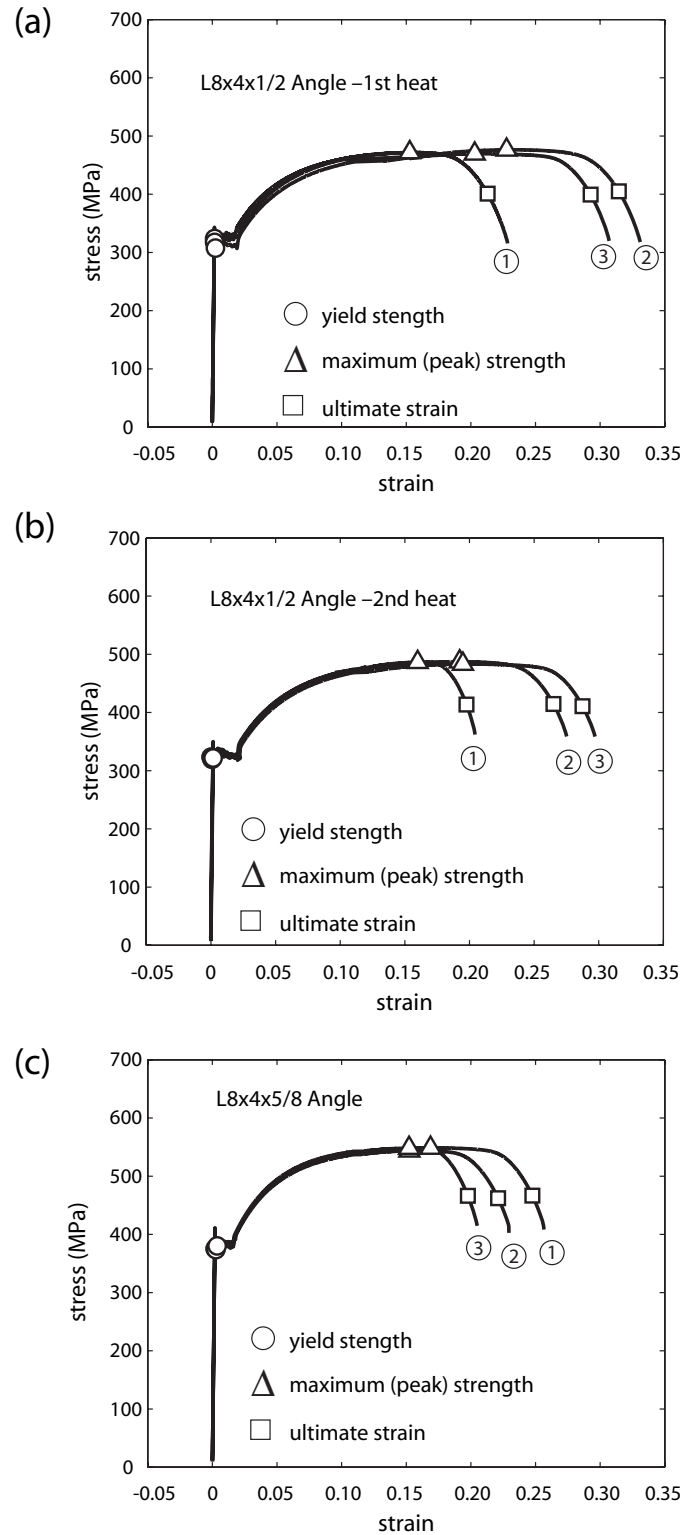 (a)
700
600
500
400
300
200
100
0
stress (MPa)
L8x4x1/2 Angle –1st heat
1
3
2
yield stength
maximum (peak) strength
ultimate strain
-0.05 0 0.05 0.10 0.15 0.20 0.25 0.30 0.35
strain
(b)
700
600
500
400
300
200
100
0
stress (MPa)
L8x4x1/2 Angle –2nd heat
1
2
3
yield stength
maximum (peak) strength
ultimate strain
-0.05 0 0.05 0.10 0.15 0.20 0.25 0.30 0.35
strain
(c)
700
600
500
400
300
200
100
0
stress (MPa)
L8x4x5/8 Angle
3
2
1
yield stength
maximum (peak) strength
ultimate strain
-0.05 0 0.05 0.10 0.15 0.20 0.25 0.30 0.35
strain